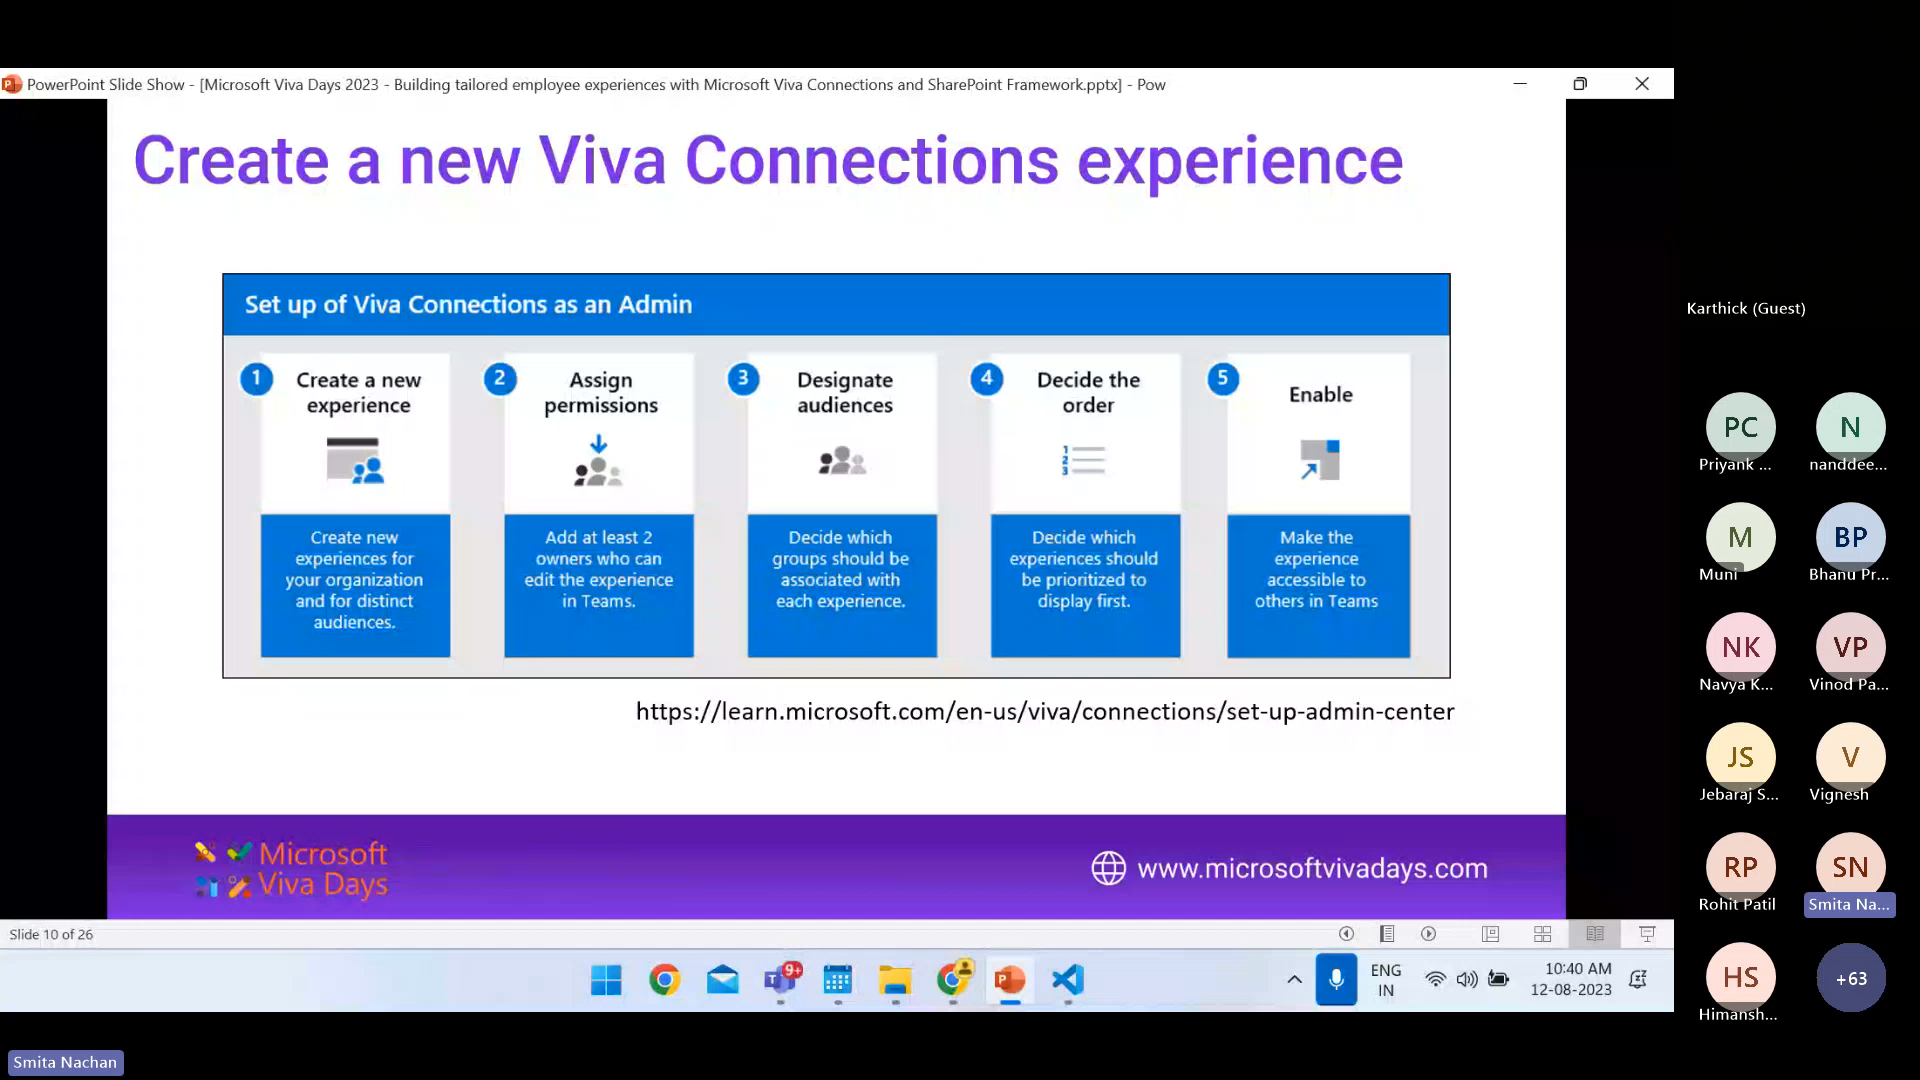 PowerPoint Slide Show - [Microsoft Viva Days 2023 - Building tailored employee experiences with Microsoft Viva Connections and SharePoint Framework.pptx] - Pow
Create a new Viva Connections experience
Set up of Viva Connections as an Admin
1
Create a new
experience
Create new
experiences for
your organization
and for distinct
audiences.
2
Assign
permissions
Add at least 2
owners who can
edit the experience
in Teams.
3
Designate
audiences
Decide which
groups should be
associated with
each experience.
4
Decide the
order
1
2
3
Decide which
experiences should
be prioritized to
display first.
5
Enable
Make the
experience
accessible to
others in Teams
https://learn.microsoft.com/en-us/viva/connections/set-up-admin-center
Microsoft
Viva Days
www.microsoftvivadays.com
Slide 10 of 26
9+
ENG
IN
10:40 AM
12-08-2023
Smita Nachan
Karthick (Guest)
PC
Priyank ...
N
nanddee...
M
Muni
BP
Bhanu Pr...
NK
Navya K...
VP
Vinod Pa...
JS
Jebaraj S...
V
Vignesh
RP
Rohit Patil
SN
Smita Na...
HS
Himansh...
+63